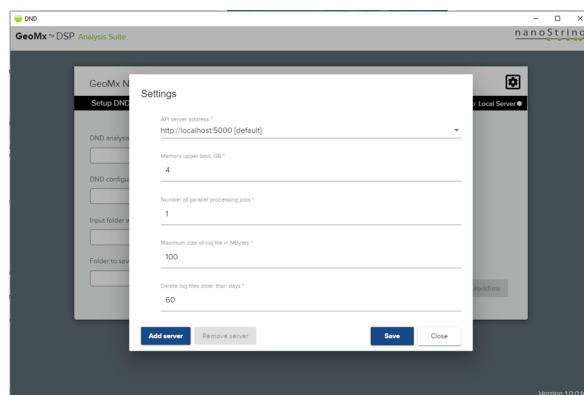 DND
GeoMx ™ DSP Analysis Suite
nanoString
GeoMx N
Setup DND
: Local Server
DND analysis
DND configu
Input folder w
Folder to sav
Workflow
Settings
API server address *
http://localhost:5000 [default]
Memory upper limit, GB *
4
Number of parallel processing jobs *
1
Maximum size of log file in MBytes *
100
Delete log files older than days *
60
Add server
Remove server
Save
Close
Version 1.0.01